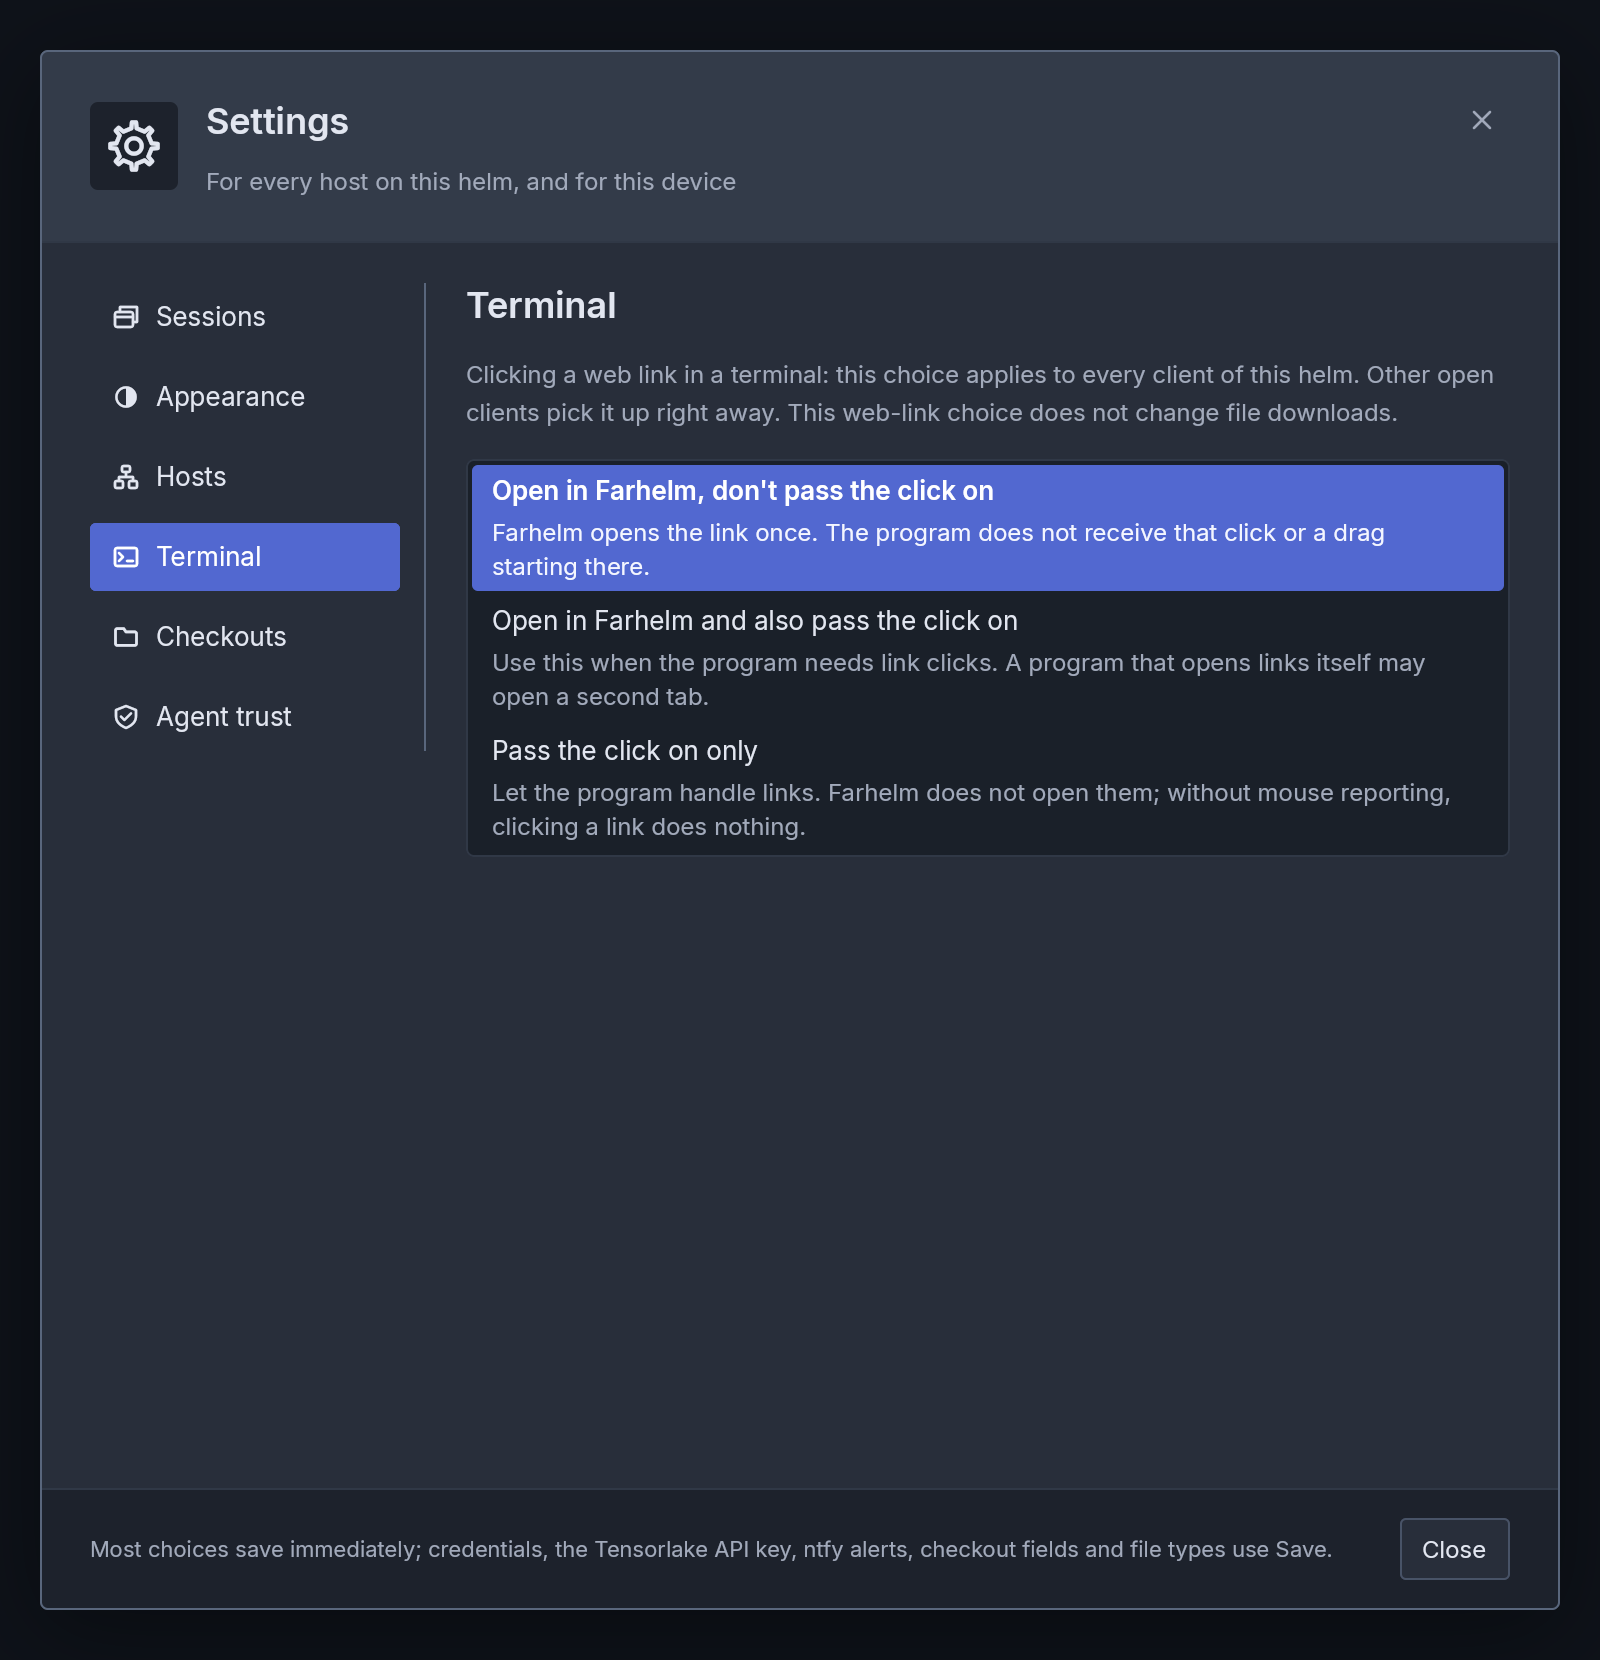 Settings
For every host on this helm, and for this device
Sessions
Appearance
Hosts
Terminal
Checkouts
Agent trust
Terminal
Clicking a web link in a terminal: this choice applies to every client of this helm. Other open
clients pick it up right away. This web-link choice does not change file downloads.
Open in Farhelm, don't pass the click on
Farhelm opens the link once. The program does not receive that click or a drag
starting there.
Open in Farhelm and also pass the click on
Use this when the program needs link clicks. A program that opens links itself may
open a second tab.
Pass the click on only
Let the program handle links. Farhelm does not open them; without mouse reporting,
clicking a link does nothing.
Most choices save immediately; credentials, the Tensorlake API key, ntfy alerts, checkout fields and file types use Save.
Close